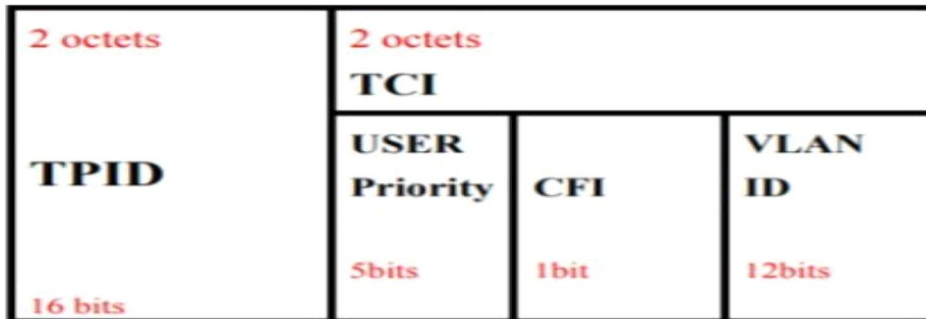 2 octets
TPID
16 bits
2 octets
TCI
USER
Priority
5bits
CFI
1bit
VLAN
ID
12bits